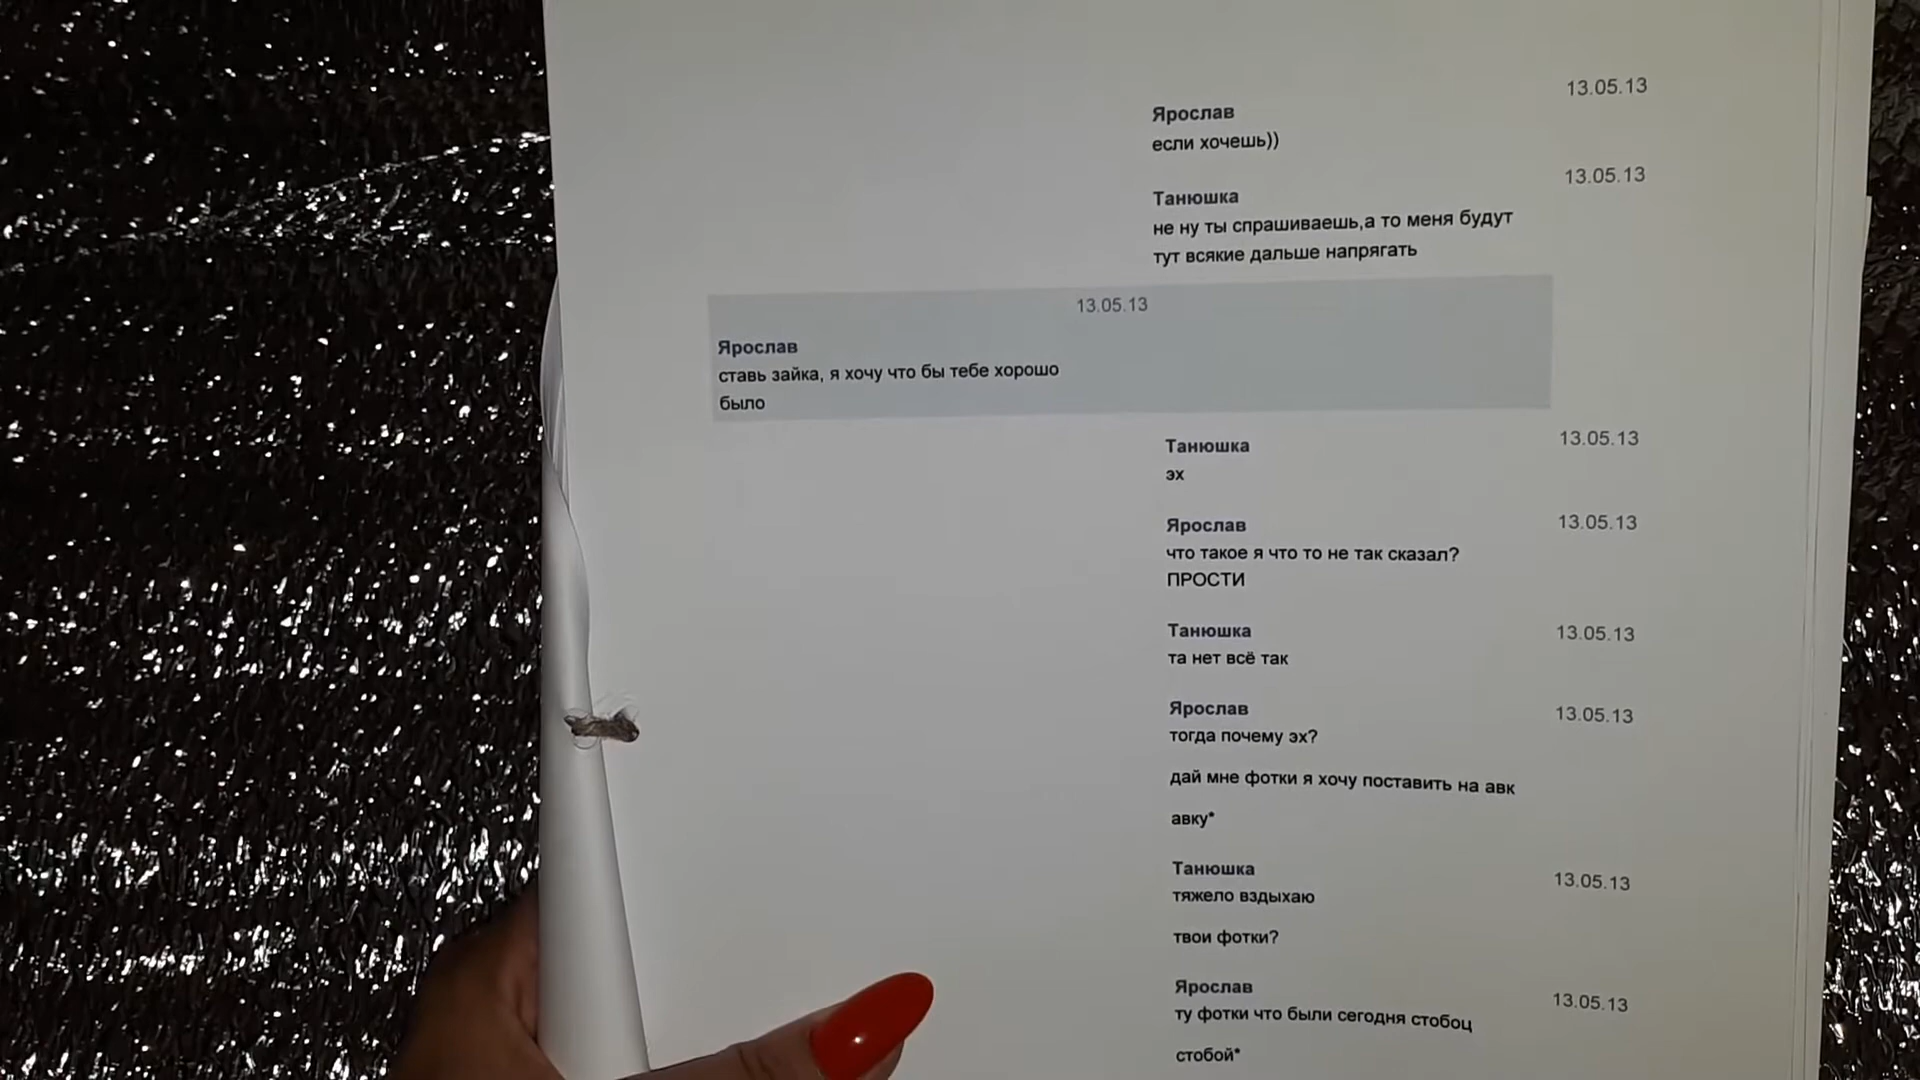 13.05.13
Ярослав
если хочешь))
13.05.13
Танюшка
не ну ты спрашиваешь,а то меня будут
тут всякие дальше напрягать
13.05.13
Ярослав
ставь зайка, я хочу что бы тебе хорошо
было
Танюшка
13.05.13
эх
Ярослав
13.05.13
что такое я что то не так сказал?
ПРОСТИ
Танюшка
13.05.13
та нет всё так
Ярослав
13.05.13
тогда почему эх?
дай мне фотки я хочу поставить на авк
авку*
Танюшка
13.05.13
тяжело вздыхаю
твои фотки?
Ярослав
13.05.13
ту фотки что были сегодня стобоц
стобой*